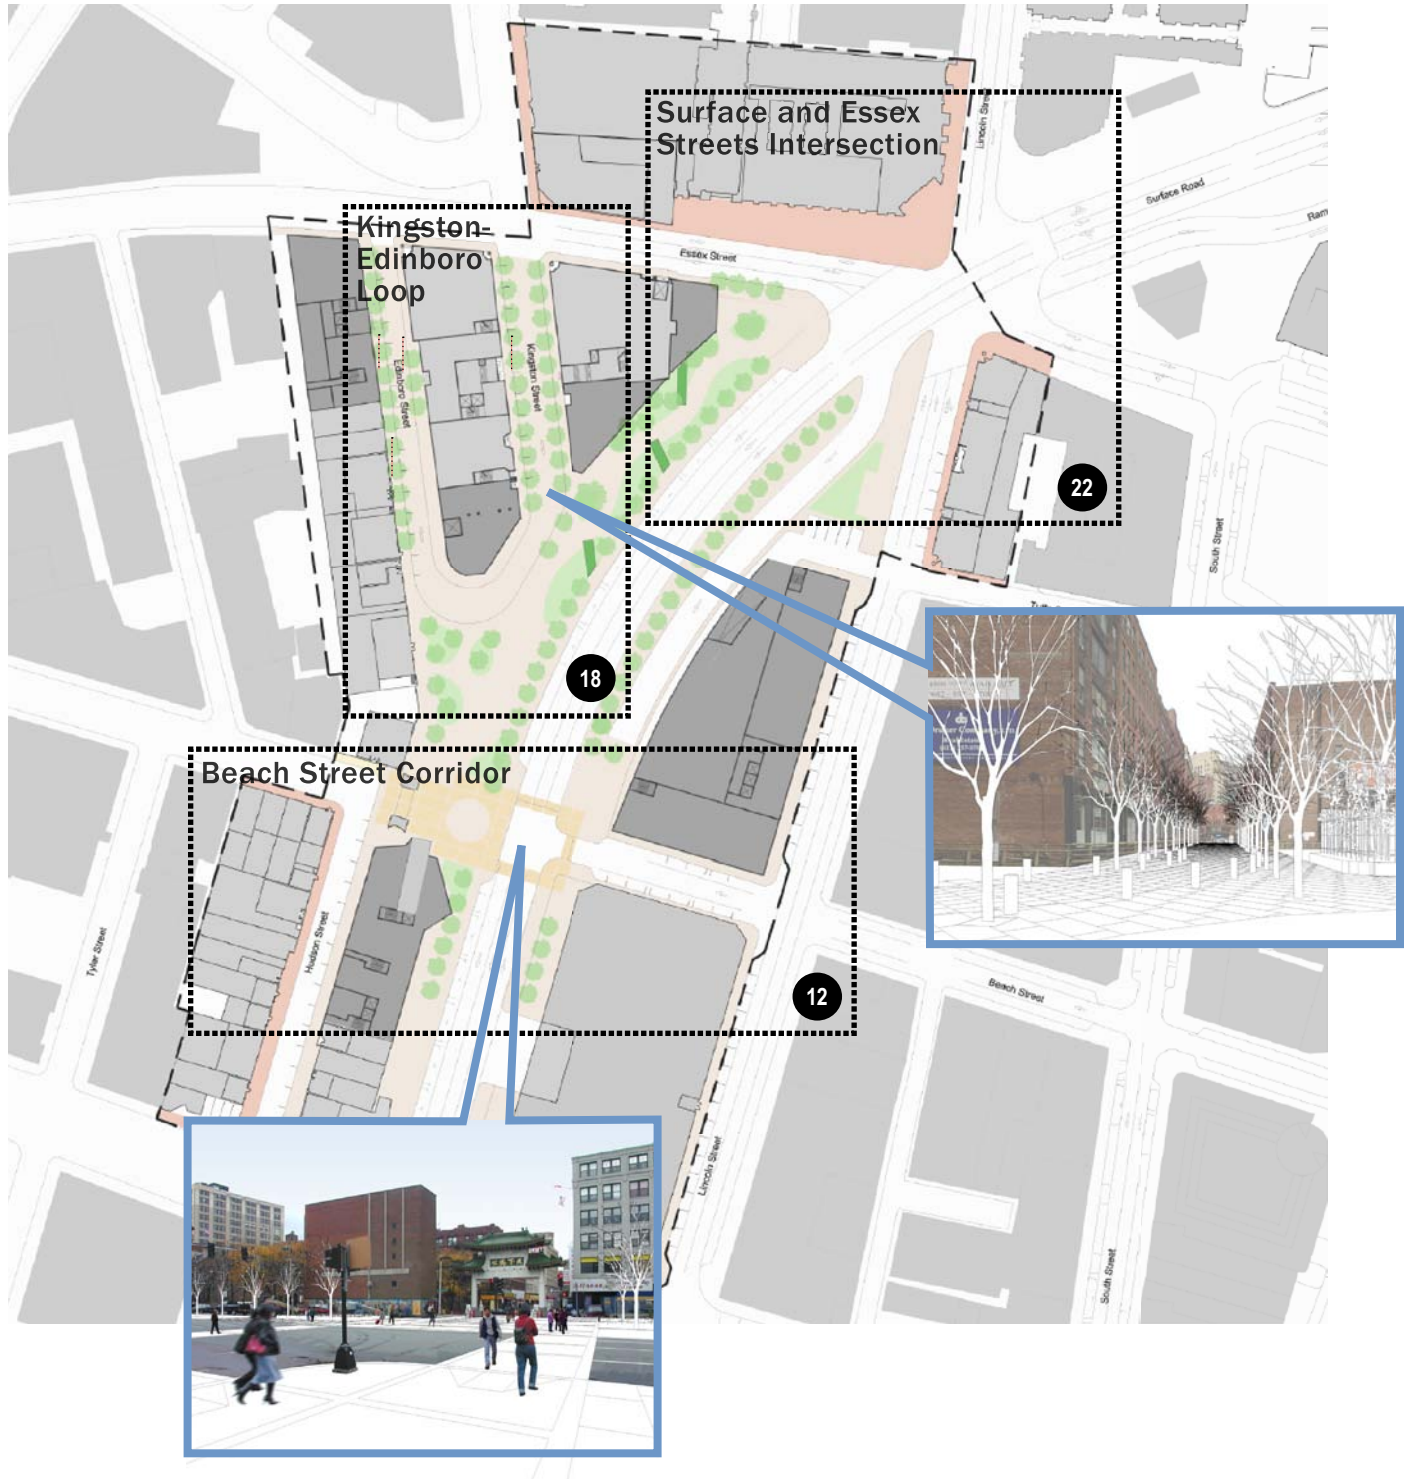 Surface and Essex
Streets Intersection
Lincoln Street
Surface Road
Ram
Kingston-
Edinboro
Loop
Essex Street
Edinboro Street
Kingston Street
22
South Street
18
Beach Street Corridor
Tyler Street
Hudson Street
12
Beach Street
Lincoln Street
South Street